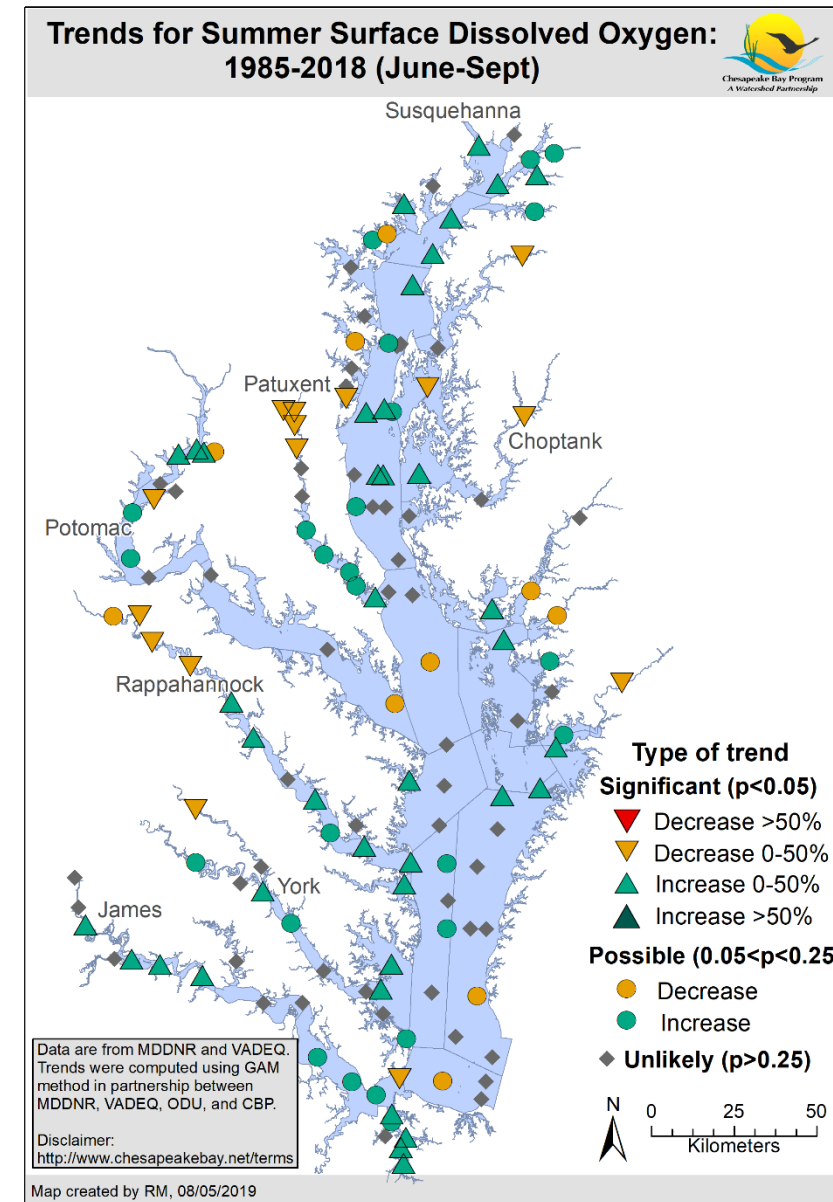 Trends for Summer Surface Dissolved Oxygen:
1985-2018 (June-Sept)
Chesapeake Bay Program
A Watershed Partnership
Susquehanna
Patuxent
Choptank
Potomac
Rappahannock
York
James
Type of trend
Significant (p<0.05)
Decrease >50%
Decrease 0-50%
Increase 0-50%
Increase >50%
Possible (0.05<p<0.25
Decrease
Increase
Unlikely (p>0.25)
N
0 25 50
Kilometers
Data are from MDDNR and VADEQ.
Trends were computed using GAM
method in partnership between
MDDNR, VADEQ, ODU, and CBP.
Disclaimer:
http://www.chesapeakebay.net/terms
Map created by RM, 08/05/2019